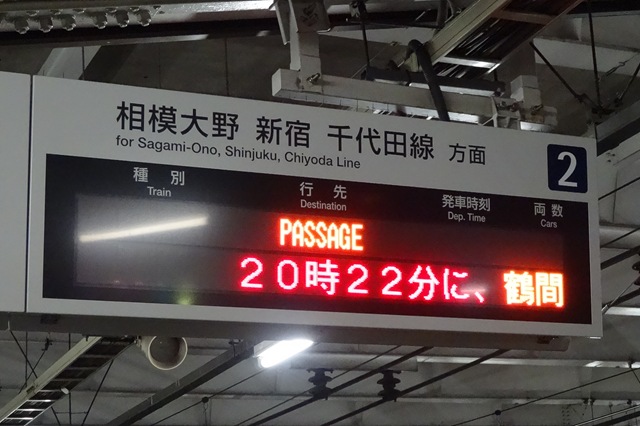 相模大野 新宿 千代田線 方面
for Sagami-Ono, Shinjuku, Chiyoda Line
2
種別 行先 発車時刻 両数
Train Destination Dep. Time Cars
PASSAGE
20時22分に、鶴間